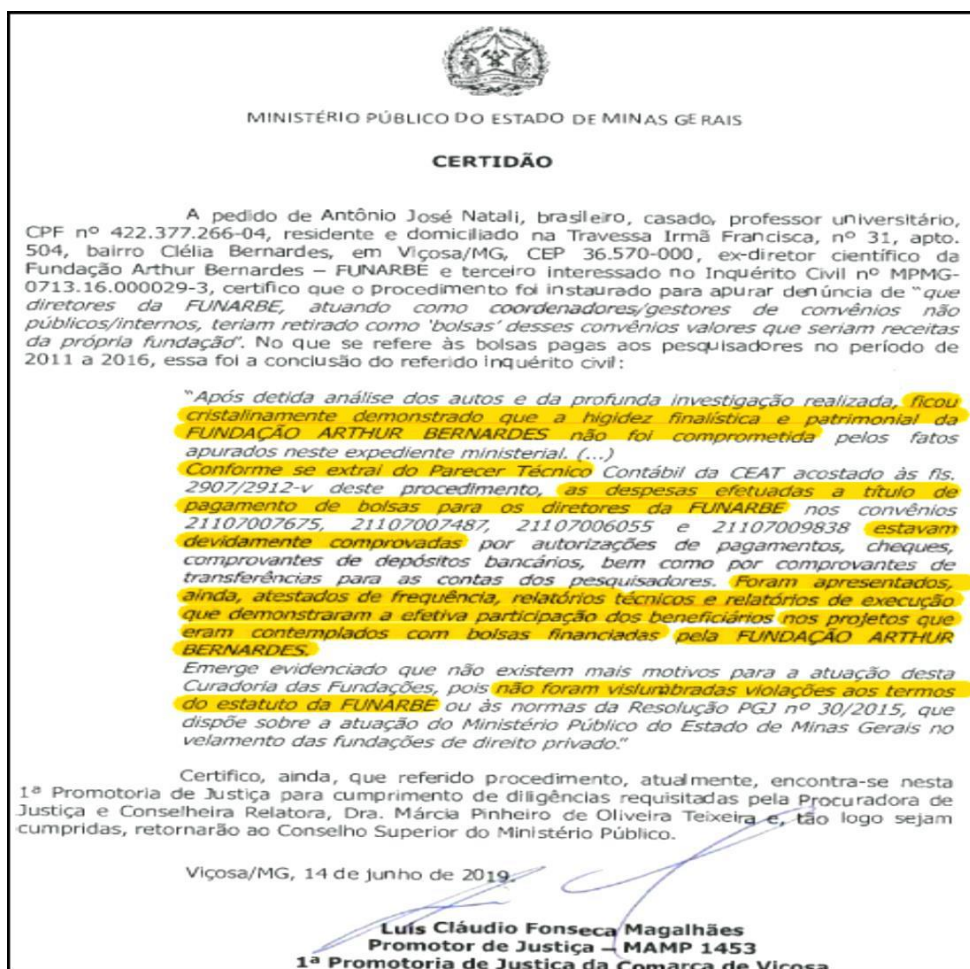 MINISTÉRIO PÚBLICO DO ESTADO DE MINAS GERAIS
CERTIDÃO
A pedido de Antônio José Natali, brasileiro, casado, professor universitário,
CPF nº 422.377.266-04, residente e domiciliado na Travessa Irmã Francisca, nº 31, apto.
504, bairro Clélia Bernardes, em Viçosa/MG, CEP 36.570-000, ex-diretor científico da
Fundação Arthur Bernardes – FUNARBE e terceiro interessado no Inquérito Civil nº MPMG-
0713.16.000029-3, certifico que o procedimento foi instaurado para apurar denúncia de "que
diretores da FUNARBE, atuando como coordenadores/gestores de convênios não
públicos/internos, teriam retirado como 'bolsas' desses convênios valores que seriam receitas
da própria fundação". No que se refere às bolsas pagas aos pesquisadores no período de
2011 a 2016, essa foi a conclusão do referido inquérito civil:
"Após detida análise dos autos e da profunda investigação realizada, ficou
cristalinamente demonstrado que a higidez finalística e patrimonial da
FUNDAÇÃO ARTHUR BERNARDES não foi comprometida pelos fatos
apurados neste expediente ministerial. (...)
Conforme se extrai do Parecer Técnico Contábil da CEAT acostado às fls.
2907/2912-v deste procedimento, as despesas efetuadas a título de
pagamento de bolsas para os diretores da FUNARBE nos convênios
21107007675, 21107007487, 21107006055 e 21107009838 estavam
devidamente comprovadas por autorizações de pagamentos, cheques,
comprovantes de depósitos bancários, bem como por comprovantes de
transferências para as contas dos pesquisadores. Foram apresentados,
ainda, atestados de frequência, relatórios técnicos e relatórios de execução
que demonstraram a efetiva participação dos beneficiários nos projetos que
eram contemplados com bolsas financiadas pela FUNDAÇÃO ARTHUR
BERNARDES.
Emerge evidenciado que não existem mais motivos para a atuação desta
Curadoria das Fundações, pois não foram vislumbradas violações aos termos
do estatuto da FUNARBE ou às normas da Resolução PGJ nº 30/2015, que
dispõe sobre a atuação do Ministério Público do Estado de Minas Gerais no
velamento das fundações de direito privado."
Certifico, ainda, que referido procedimento, atualmente, encontra-se nesta
1ª Promotoria de Justiça para cumprimento de diligências requisitadas pela Procuradora de
Justiça e Conselheira Relatora, Dra. Márcia Pinheiro de Oliveira Teixeira e, tão logo sejam
cumpridas, retornarão ao Conselho Superior do Ministério Público.
Viçosa/MG, 14 de junho de 2019.
Luís Cláudio Fonseca Magalhães
Promotor de Justiça – MAMP 1453
1ª Promotoria de Justiça da Comarca de Viçosa